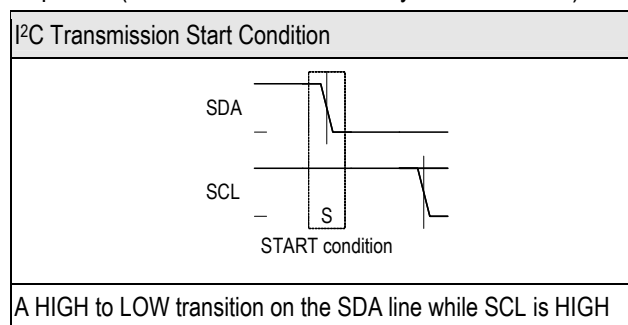 I²C Transmission Start Condition
SDA
SCL
S
START condition
A HIGH to LOW transition on the SDA line while SCL is HIGH